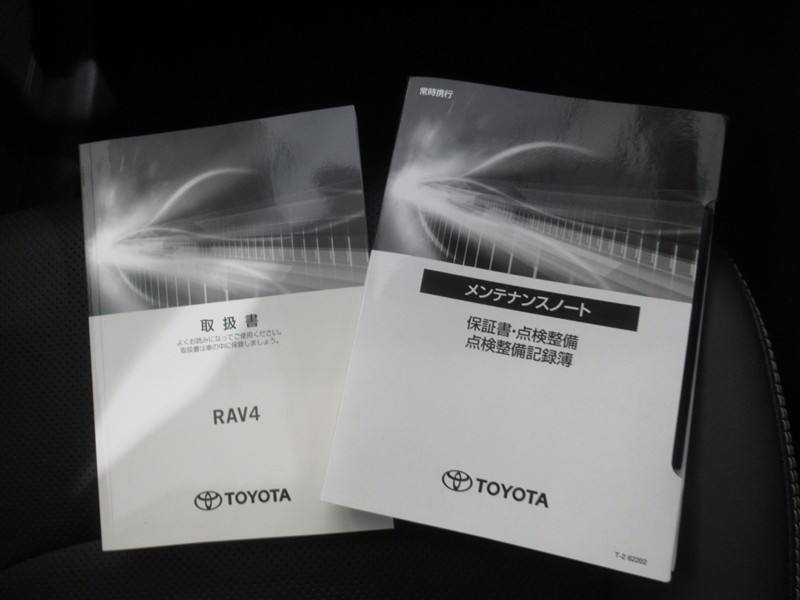 取扱書
よくお読みになってご使用ください。
取扱書は車の中に保管しましょう。
RAV4
TOYOTA
常時携行
メンテナンスノート
保証書・点検整備
点検整備記録簿
TOYOTA
T-2 62202